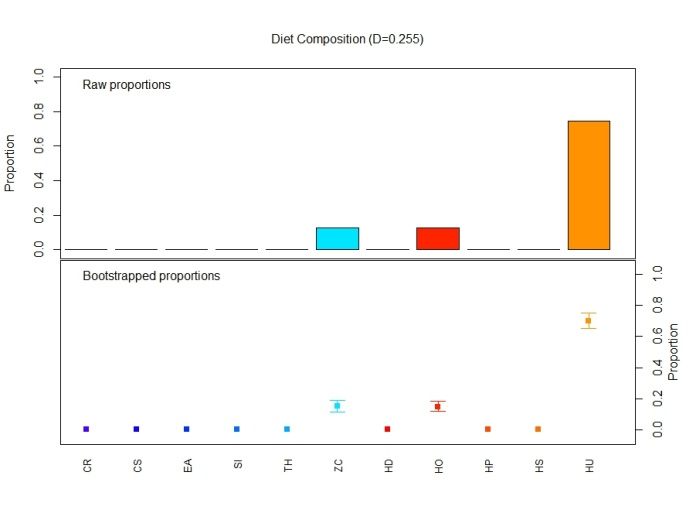 Diet Composition (D=0.255)
Raw proportions
Proportion
1.0
0.8
0.6
0.4
0.2
0.0
Bootstrapped proportions
1.0
0.8
0.6
0.4
0.2
0.0
Proportion
CR CS EA SI TH ZC HD HO HP HS HU